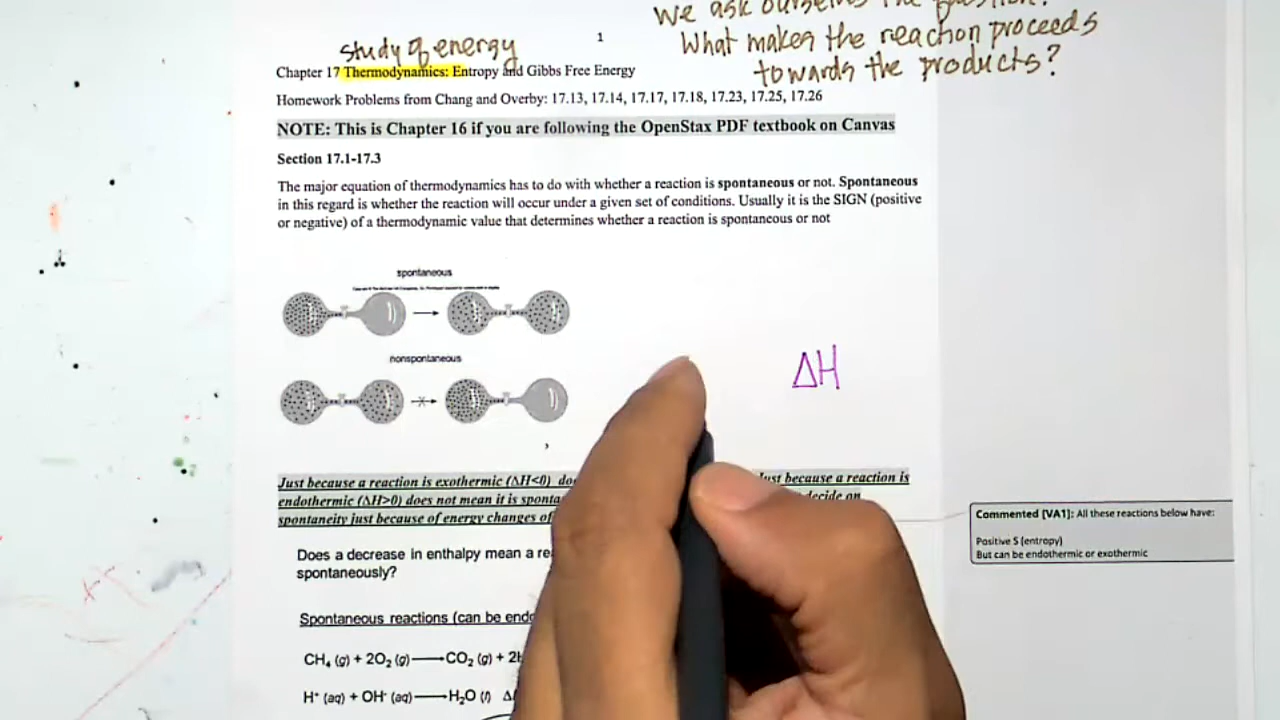 We ask ourselves the question:
What makes the reaction proceeds
towards the products?
study of energy
1
Chapter 17 Thermodynamics: Entropy and Gibbs Free Energy
Homework Problems from Chang and Overby: 17.13, 17.14, 17.17, 17.18, 17.23, 17.25, 17.26
NOTE: This is Chapter 16 if you are following the OpenStax PDF textbook on Canvas
Section 17.1-17.3
The major equation of thermodynamics has to do with whether a reaction is spontaneous or not. Spontaneous
in this regard is whether the reaction will occur under a given set of conditions. Usually it is the SIGN (positive
or negative) of a thermodynamic value that determines whether a reaction is spontaneous or not
spontaneous
nonspontaneous
ΔH
,
Just because a reaction is exothermic (ΔH<0) do ust because a reaction is
endothermic (ΔH>0) does not mean it is sponta decide on
spontaneity just because of energy changes of
Commented [VA1]: All these reactions below have:
Positive S (entropy)
But can be endothermic or exothermic
Does a decrease in enthalpy mean a re
spontaneously?
Spontaneous reactions (can be endo
CH₄ (g) + 2O₂ (g) → CO₂ (g) + 2H
H⁺ (aq) + OH⁻ (aq) → H₂O (l) Δ